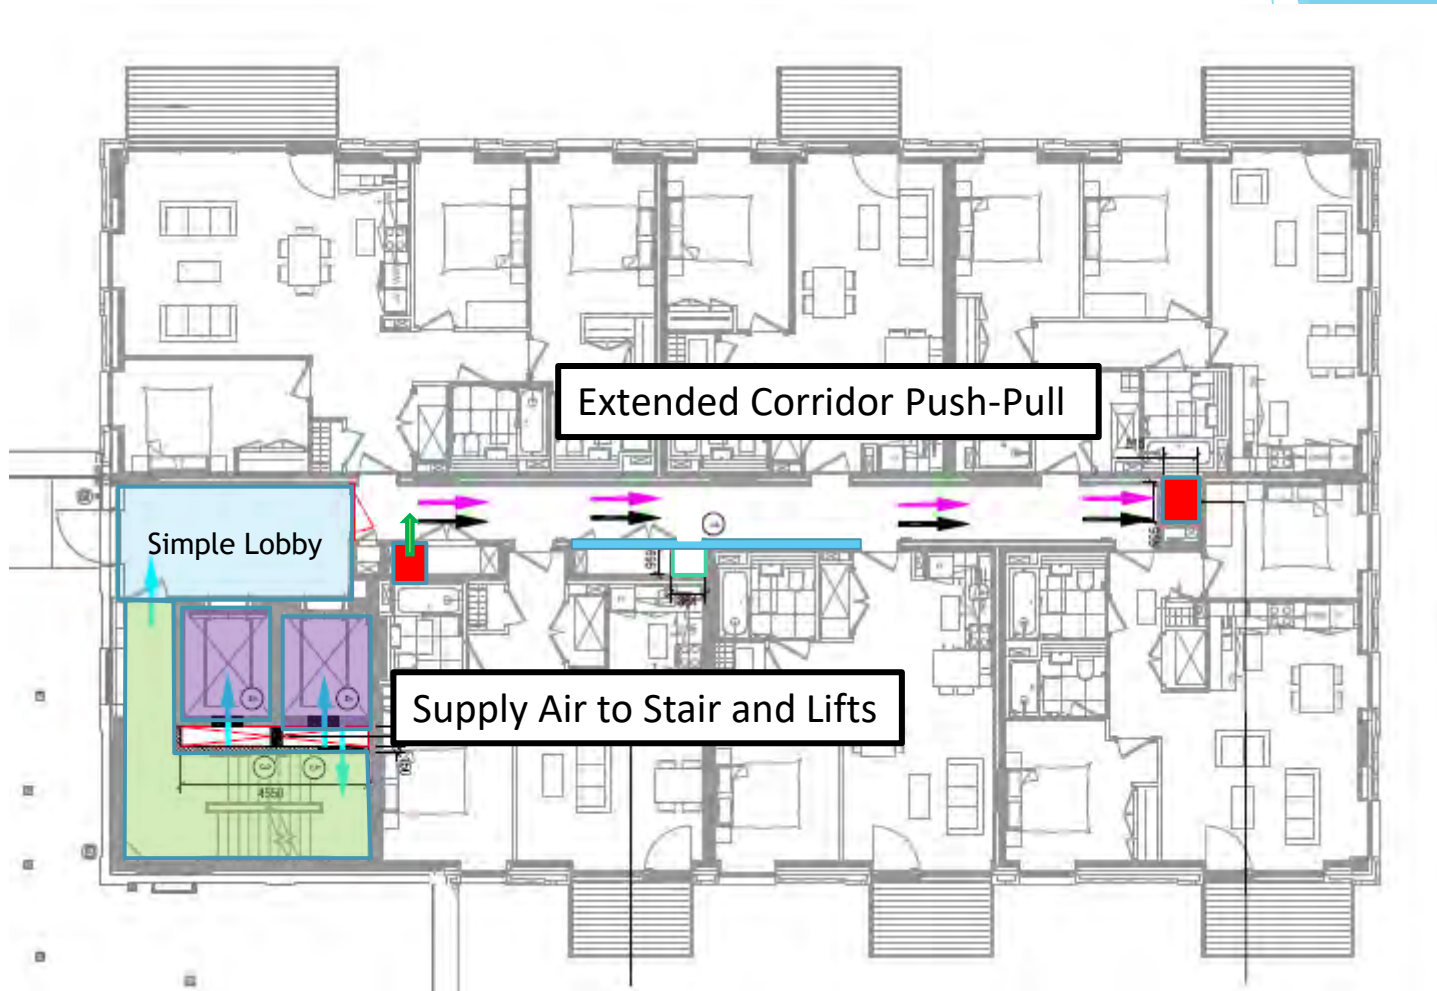 Extended Corridor Push-Pull
Simple Lobby
Supply Air to Stair and Lifts
4550